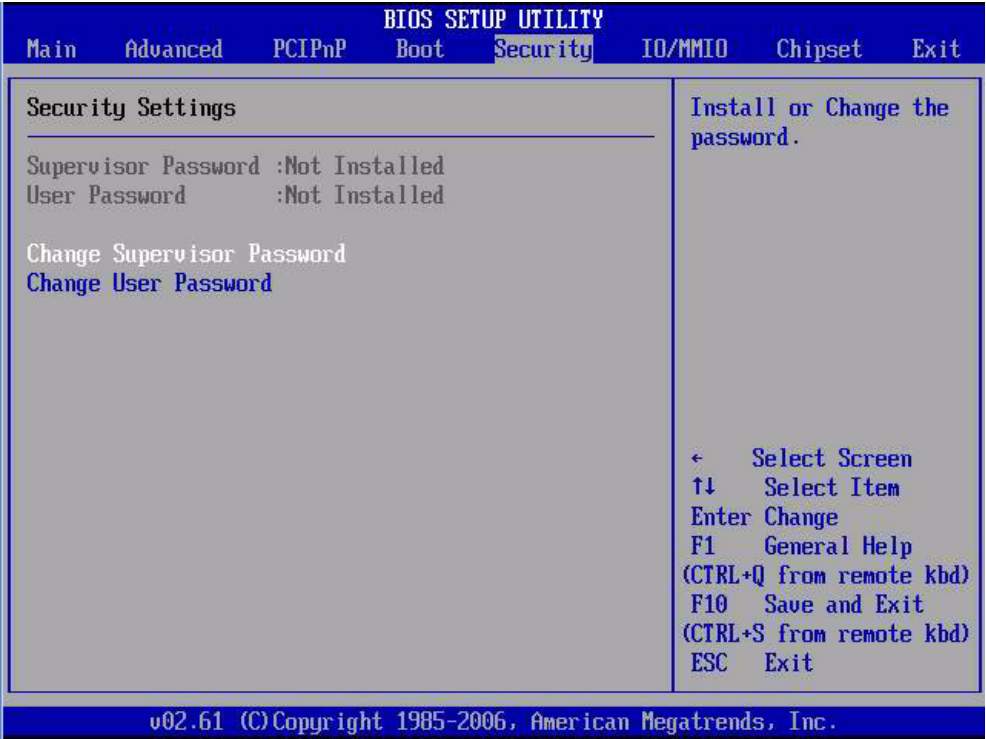 BIOS SETUP UTILITY
Main Advanced PCIPnP Boot Security IO/MMIO Chipset Exit
Security Settings
Supervisor Password :Not Installed
User Password :Not Installed
Change Supervisor Password
Change User Password
Install or Change the
password.
← Select Screen
↑↓ Select Item
Enter Change
F1 General Help
(CTRL+Q from remote kbd)
F10 Save and Exit
(CTRL+S from remote kbd)
ESC Exit
v02.61 (C)Copyright 1985-2006, American Megatrends, Inc.